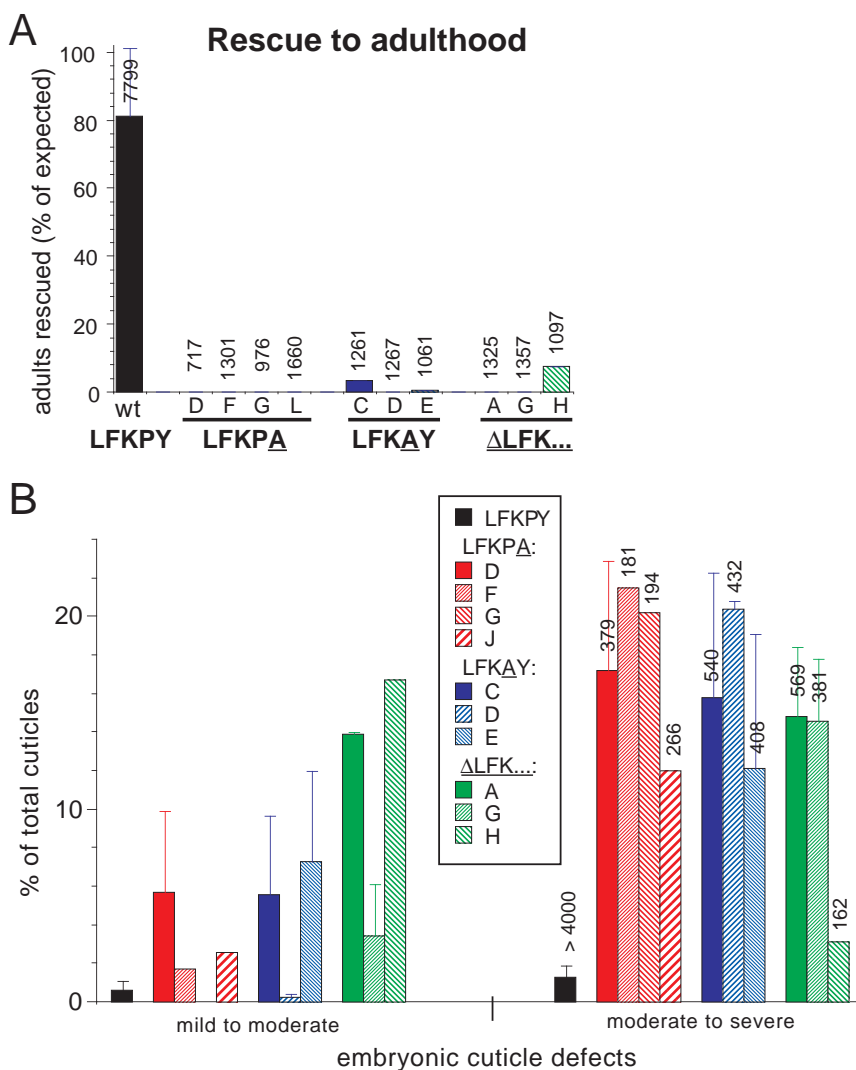 A
Rescue to adulthood
adults rescued (% of expected)
100
80
60
40
20
0
7799
717
1301
976
1660
1261
1267
1061
1325
1357
1097
wt D F G L C D E A G H
LFKPY LFKPA LFKAY ΔLFK...
B
% of total cuticles
20
10
0
LFKPY
LFKPA:
D
F
G
J
LFKAY:
C
D
E
ΔLFK...:
A
G
H
> 4000
379
181
194
266
540
432
408
569
381
162
mild to moderate
moderate to severe
embryonic cuticle defects